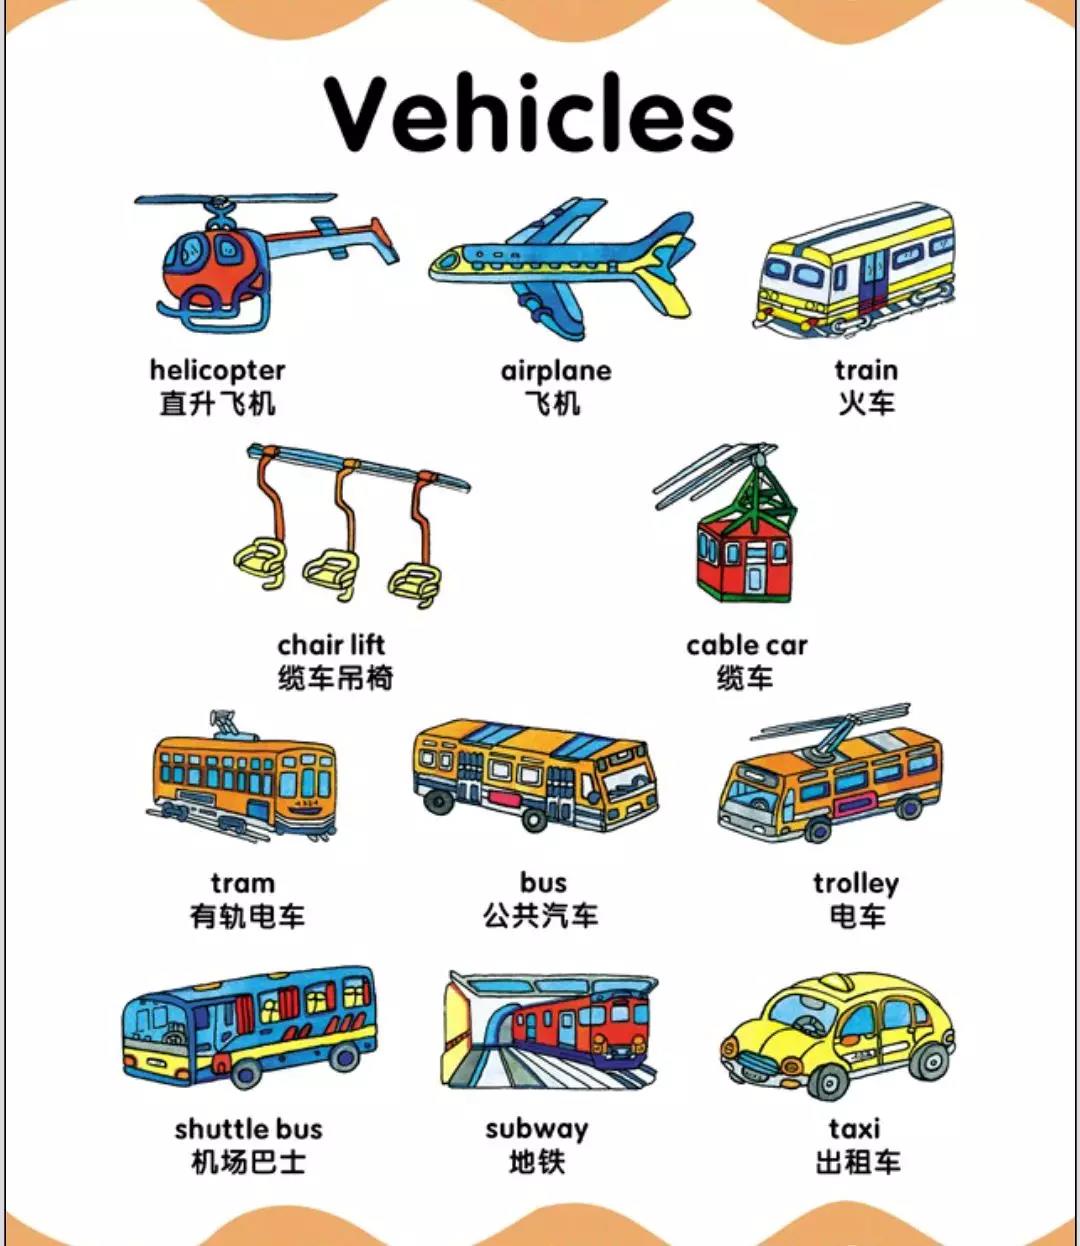 Vehicles
helicopter
直升飞机
airplane
飞机
train
火车
chair lift
缆车吊椅
cable car
缆车
tram
有轨电车
bus
公共汽车
trolley
电车
shuttle bus
机场巴士
subway
地铁
taxi
出租车